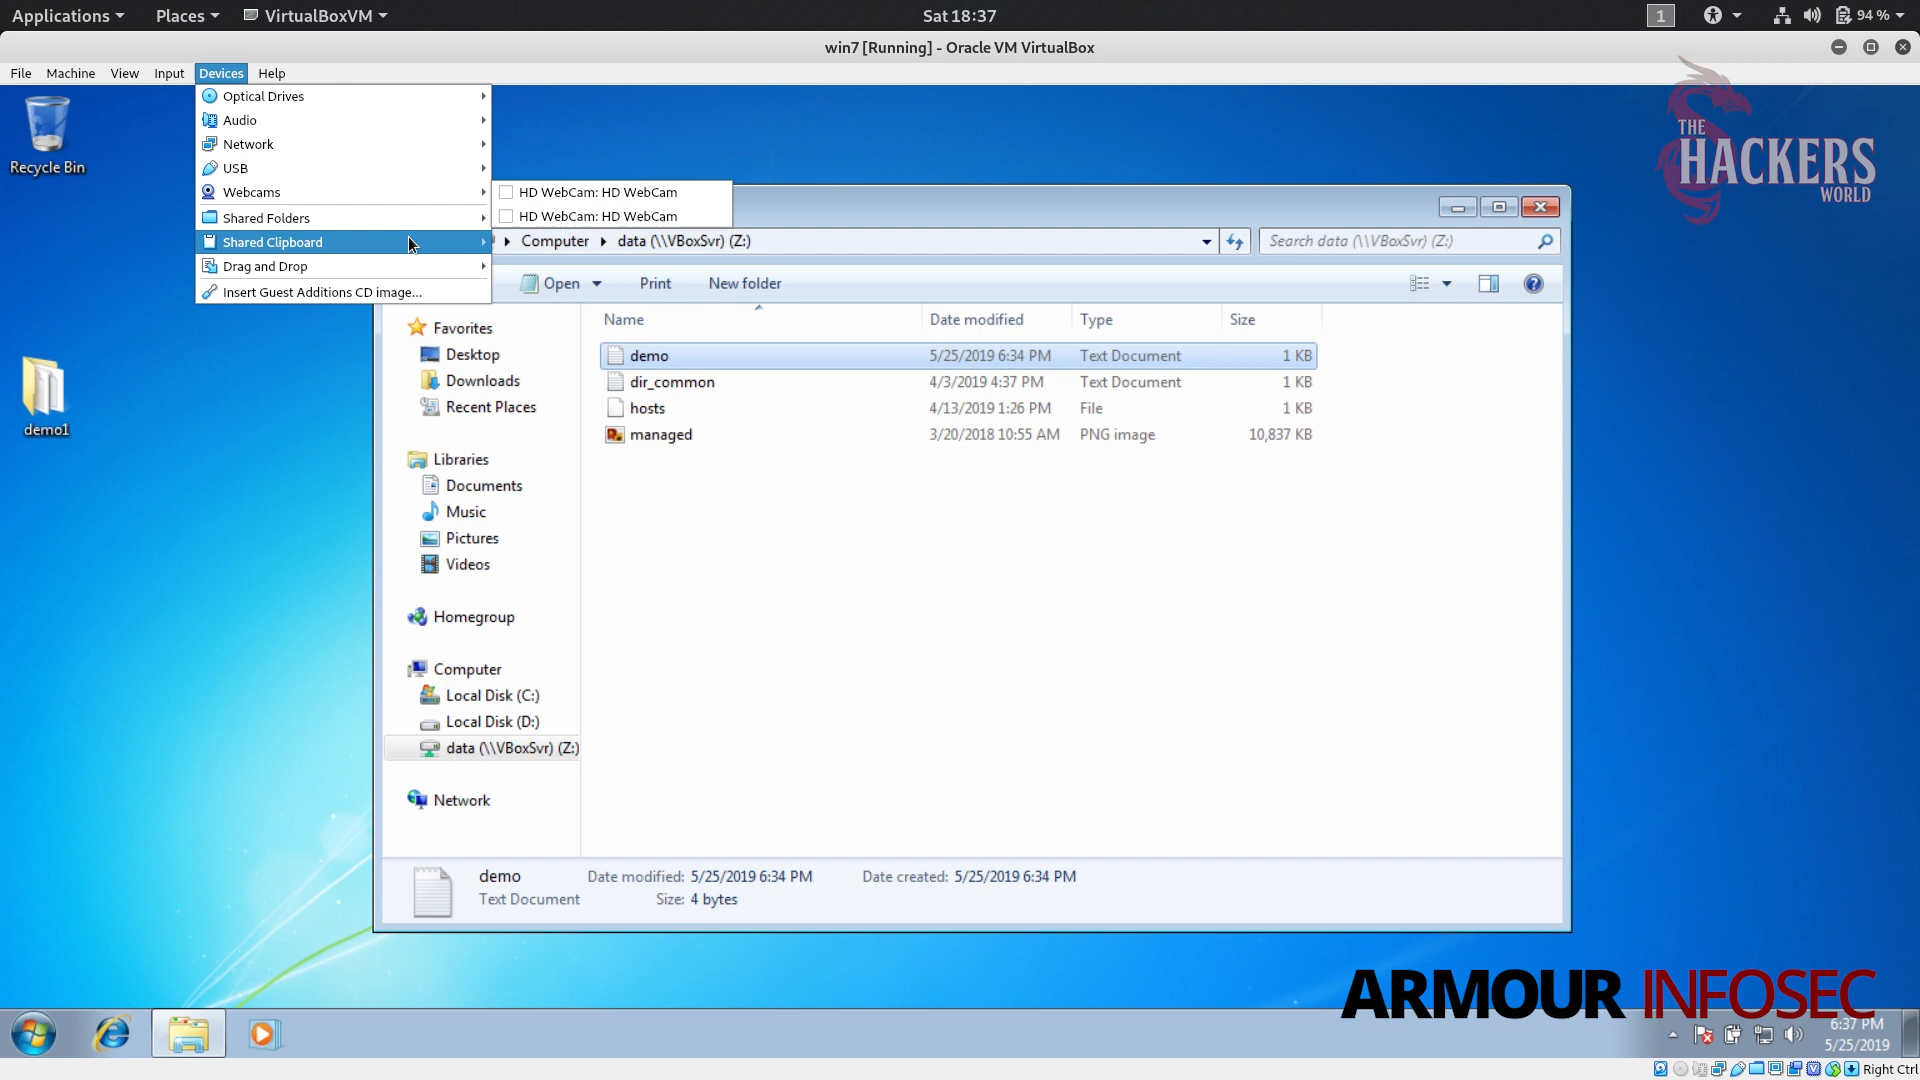 Applications Places VirtualBoxVM Sat 18:37 1 94 %
win7 [Running] - Oracle VM VirtualBox
File Machine View Input Devices Help
Optical Drives
Audio
Network
USB
Webcams
HD WebCam: HD WebCam
HD WebCam: HD WebCam
Shared Folders
Shared Clipboard
Drag and Drop
Insert Guest Additions CD image...
Recycle Bin
demo1
THE
HACKERS
WORLD
Computer data (\\VBoxSvr) (Z:) Search data (\\VBoxSvr) (Z:)
Open Print New folder
Name Date modified Type Size
demo 5/25/2019 6:34 PM Text Document 1 KB
dir_common 4/3/2019 4:37 PM Text Document 1 KB
hosts 4/13/2019 1:26 PM File 1 KB
managed 3/20/2018 10:55 AM PNG image 10,837 KB
Favorites
Desktop
Downloads
Recent Places
Libraries
Documents
Music
Pictures
Videos
Homegroup
Computer
Local Disk (C:)
Local Disk (D:)
data (\\VBoxSvr) (Z:)
Network
demo Date modified: 5/25/2019 6:34 PM Date created: 5/25/2019 6:34 PM
Text Document Size: 4 bytes
ARMOUR INFOSEC
6:37 PM
5/25/2019
Right Ctrl